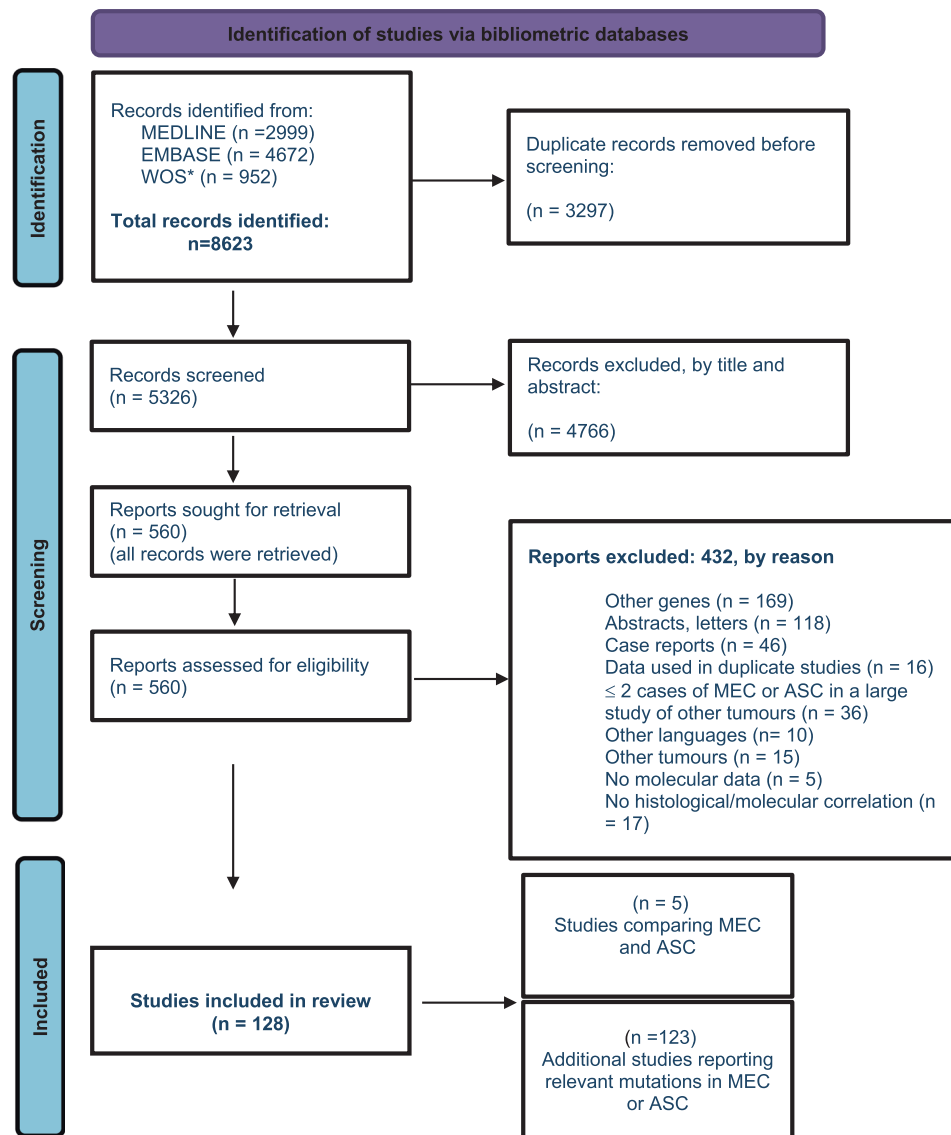 Identification of studies via bibliometric databases
Identification
Records identified from:
MEDLINE (n =2999)
EMBASE (n = 4672)
WOS* (n = 952)
Total records identified:
n=8623
Duplicate records removed before
screening:
(n = 3297)
Screening
Records screened
(n = 5326)
Records excluded, by title and
abstract:
(n = 4766)
Reports sought for retrieval
(n = 560)
(all records were retrieved)
Reports assessed for eligibility
(n = 560)
Reports excluded: 432, by reason
Other genes (n = 169)
Abstracts, letters (n = 118)
Case reports (n = 46)
Data used in duplicate studies (n = 16)
≤ 2 cases of MEC or ASC in a large
study of other tumours (n = 36)
Other languages (n= 10)
Other tumours (n = 15)
No molecular data (n = 5)
No histological/molecular correlation (n
= 17)
Included
Studies included in review
(n = 128)
(n = 5)
Studies comparing MEC
and ASC
(n =123)
Additional studies reporting
relevant mutations in MEC
or ASC